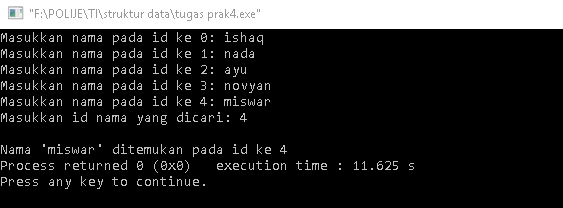 "F:\POLIJE\TI\struktur data\tugas prak4.exe"
Masukkan nama pada id ke 0: ishaq
Masukkan nama pada id ke 1: nada
Masukkan nama pada id ke 2: ayu
Masukkan nama pada id ke 3: novyan
Masukkan nama pada id ke 4: miswar
Masukkan id nama yang dicari: 4
Nama 'miswar' ditemukan pada id ke 4
Process returned 0 (0x0)   execution time : 11.625 s
Press any key to continue.